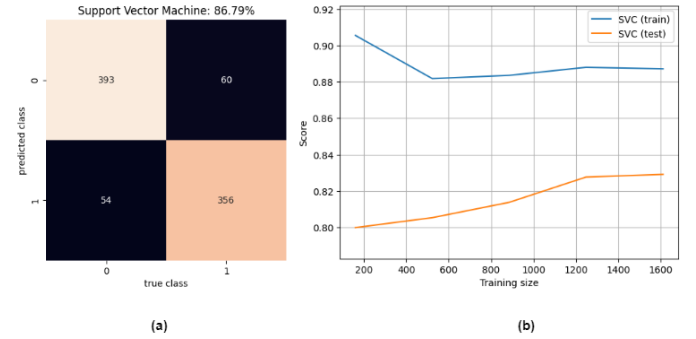 Support Vector Machine: 86.79%
predicted class
0
1
393
60
54
356
0
1
true class
(a)
SVC (train)
SVC (test)
Score
0.92
0.90
0.88
0.86
0.84
0.82
0.80
200
400
600
800
1000
1200
1400
1600
Training size
(b)